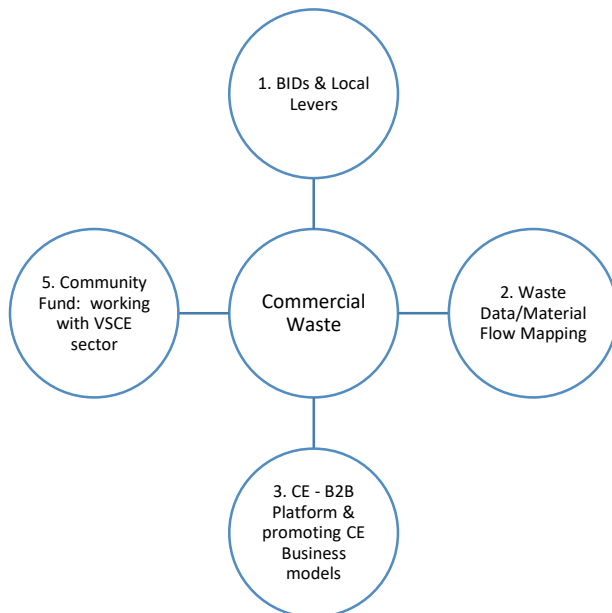 1. BIDs & Local
Levers
5. Community
Fund:  working
with VSCE
sector
Commercial
Waste
2. Waste
Data/Material
Flow Mapping
3. CE - B2B
Platform &
promoting CE
Business
models